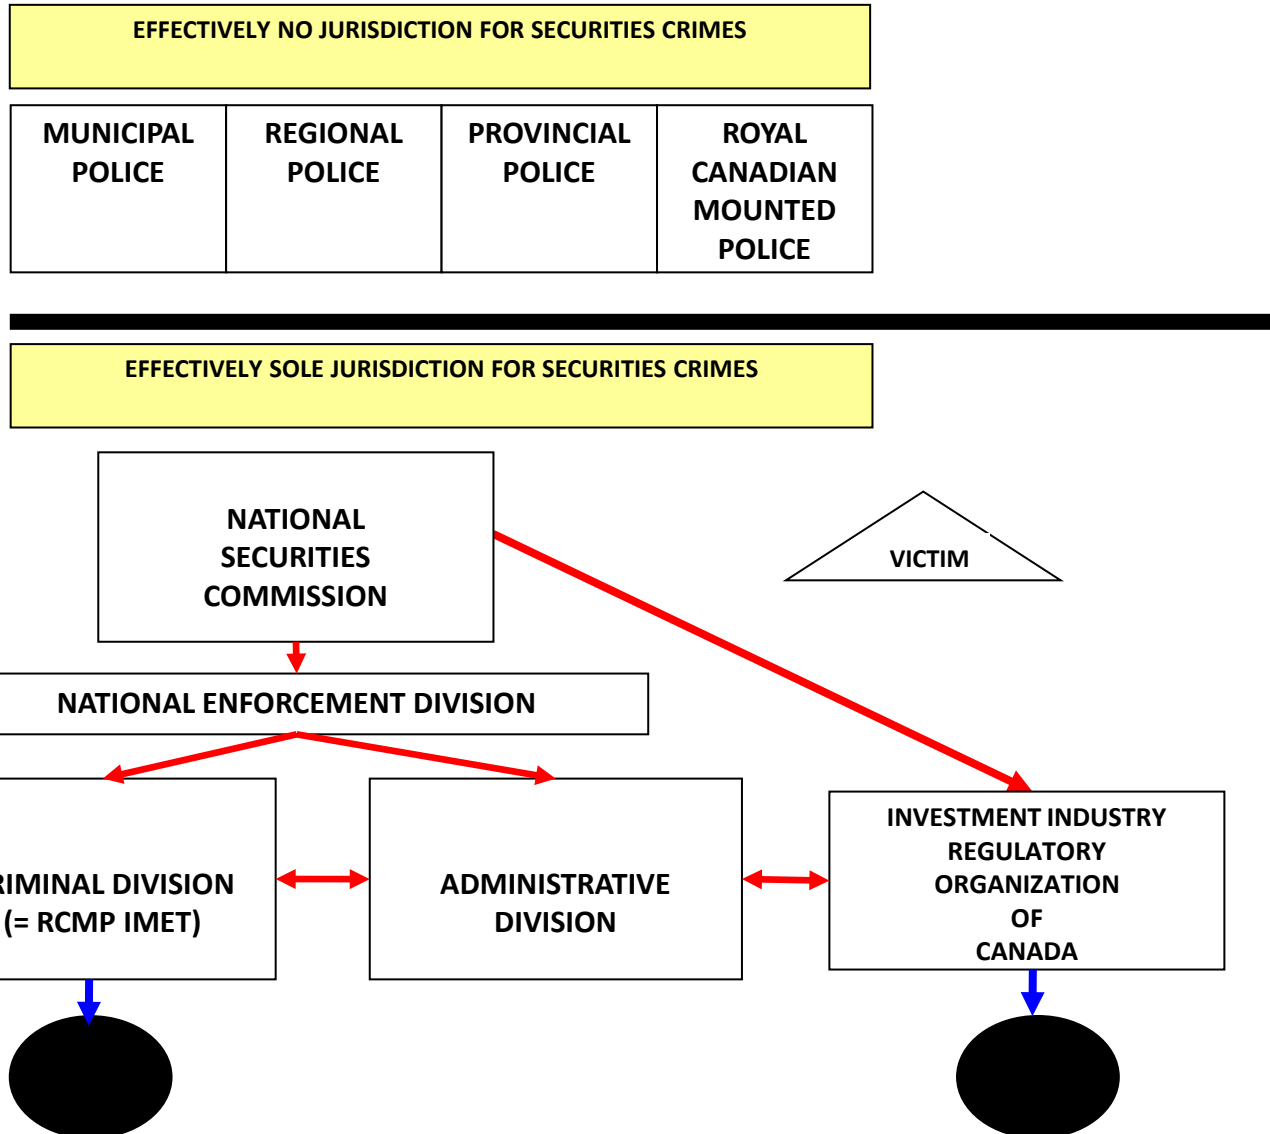 EFFECTIVELY NO JURISDICTION FOR SECURITIES CRIMES
MUNICIPAL
POLICE
REGIONAL
POLICE
PROVINCIAL
POLICE
ROYAL
CANADIAN
MOUNTED
POLICE
EFFECTIVELY SOLE JURISDICTION FOR SECURITIES CRIMES
NATIONAL
SECURITIES
COMMISSION
VICTIM
NATIONAL ENFORCEMENT DIVISION
RIMINAL DIVISION
(= RCMP IMET)
ADMINISTRATIVE
DIVISION
INVESTMENT INDUSTRY
REGULATORY
ORGANIZATION
OF
CANADA